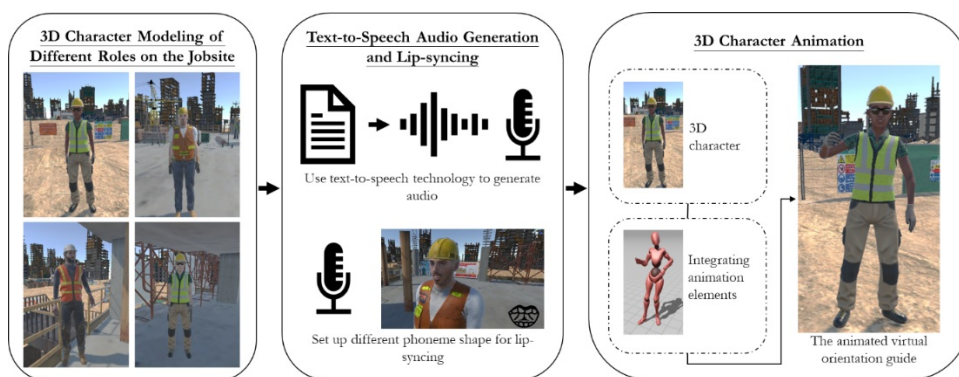 3D Character Modeling of
Different Roles on the Jobsite
Text-to-Speech Audio Generation
and Lip-syncing
Use text-to-speech technology to generate
audio
Set up different phoneme shape for lip-
syncing
3D Character Animation
3D
character
Integrating
animation
elements
The animated virtual
orientation guide